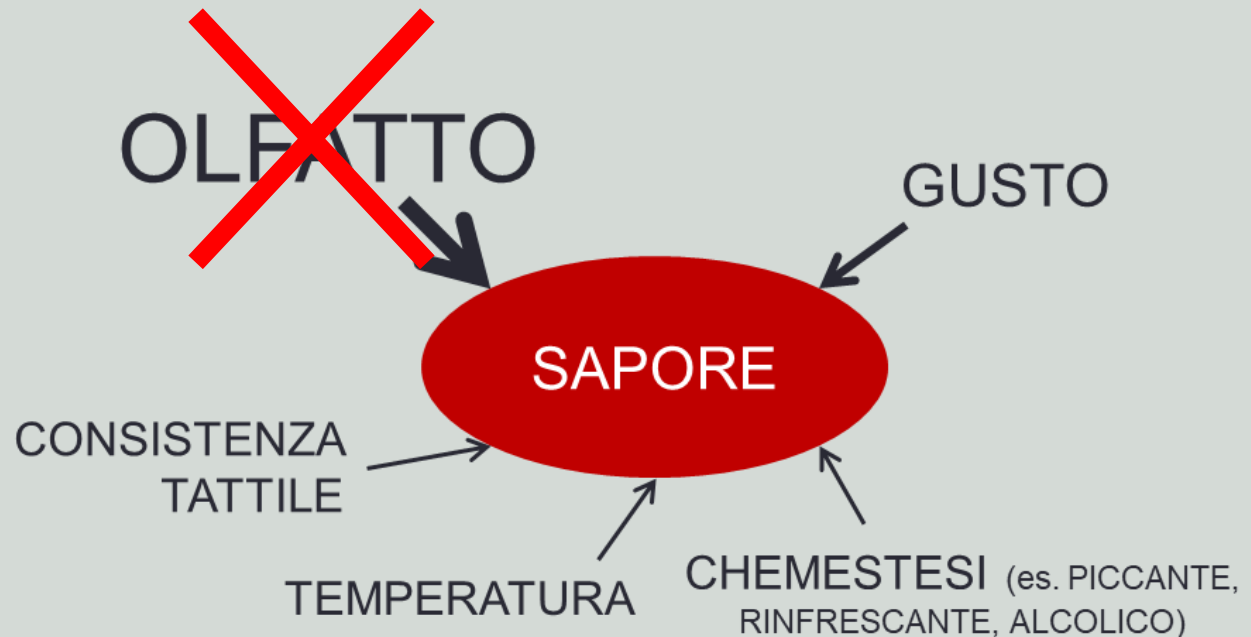 OLFATTO
GUSTO
SAPORE
CONSISTENZA
TATTILE
TEMPERATURA
CHEMESTESI (es. PICCANTE,
RINFRESCANTE, ALCOLICO)